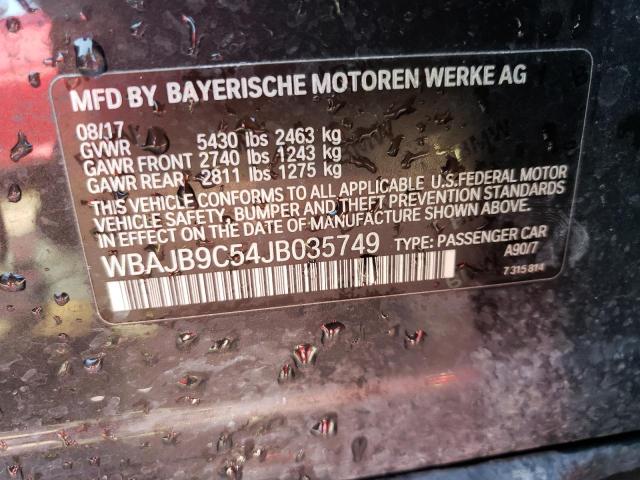 MFD BY BAYERISCHE MOTOREN WERKE AG
08/17
GVWR 5430 lbs 2463 kg
GAWR FRONT 2740 lbs 1243 kg
GAWR REAR 2811 lbs 1275 kg
THIS VEHICLE CONFORMS TO ALL APPLICABLE U.S.FEDERAL MOTOR
VEHICLE SAFETY, BUMPER AND THEFT PREVENTION STANDARDS
IN EFFECT ON THE DATE OF MANUFACTURE SHOWN ABOVE.
WBAJB9C54JB035749 TYPE: PASSENGER CAR
A90/7
7 315 814